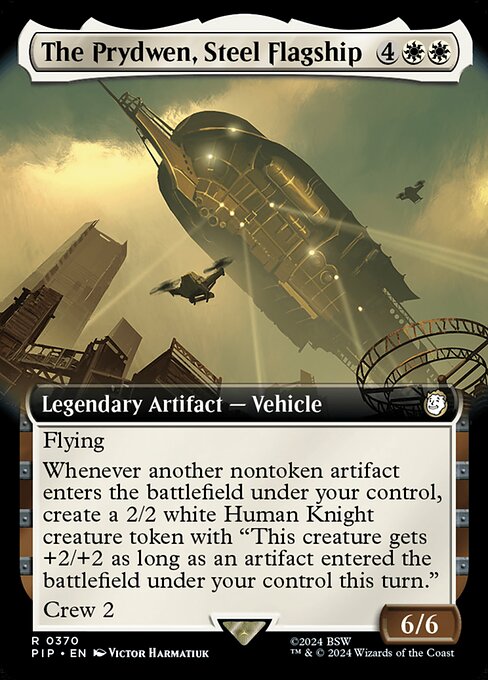 The Prydwen, Steel Flagship 4
Legendary Artifact — Vehicle
Flying
Whenever another nontoken artifact
enters the battlefield under your control,
create a 2/2 white Human Knight
creature token with “This creature gets
+2/+2 as long as an artifact entered the
battlefield under your control this turn.”
Crew 2
6/6
R 0370
PIP • EN Victor Harmatiuk
©2024 BSW
™ & © 2024 Wizards of the Coast